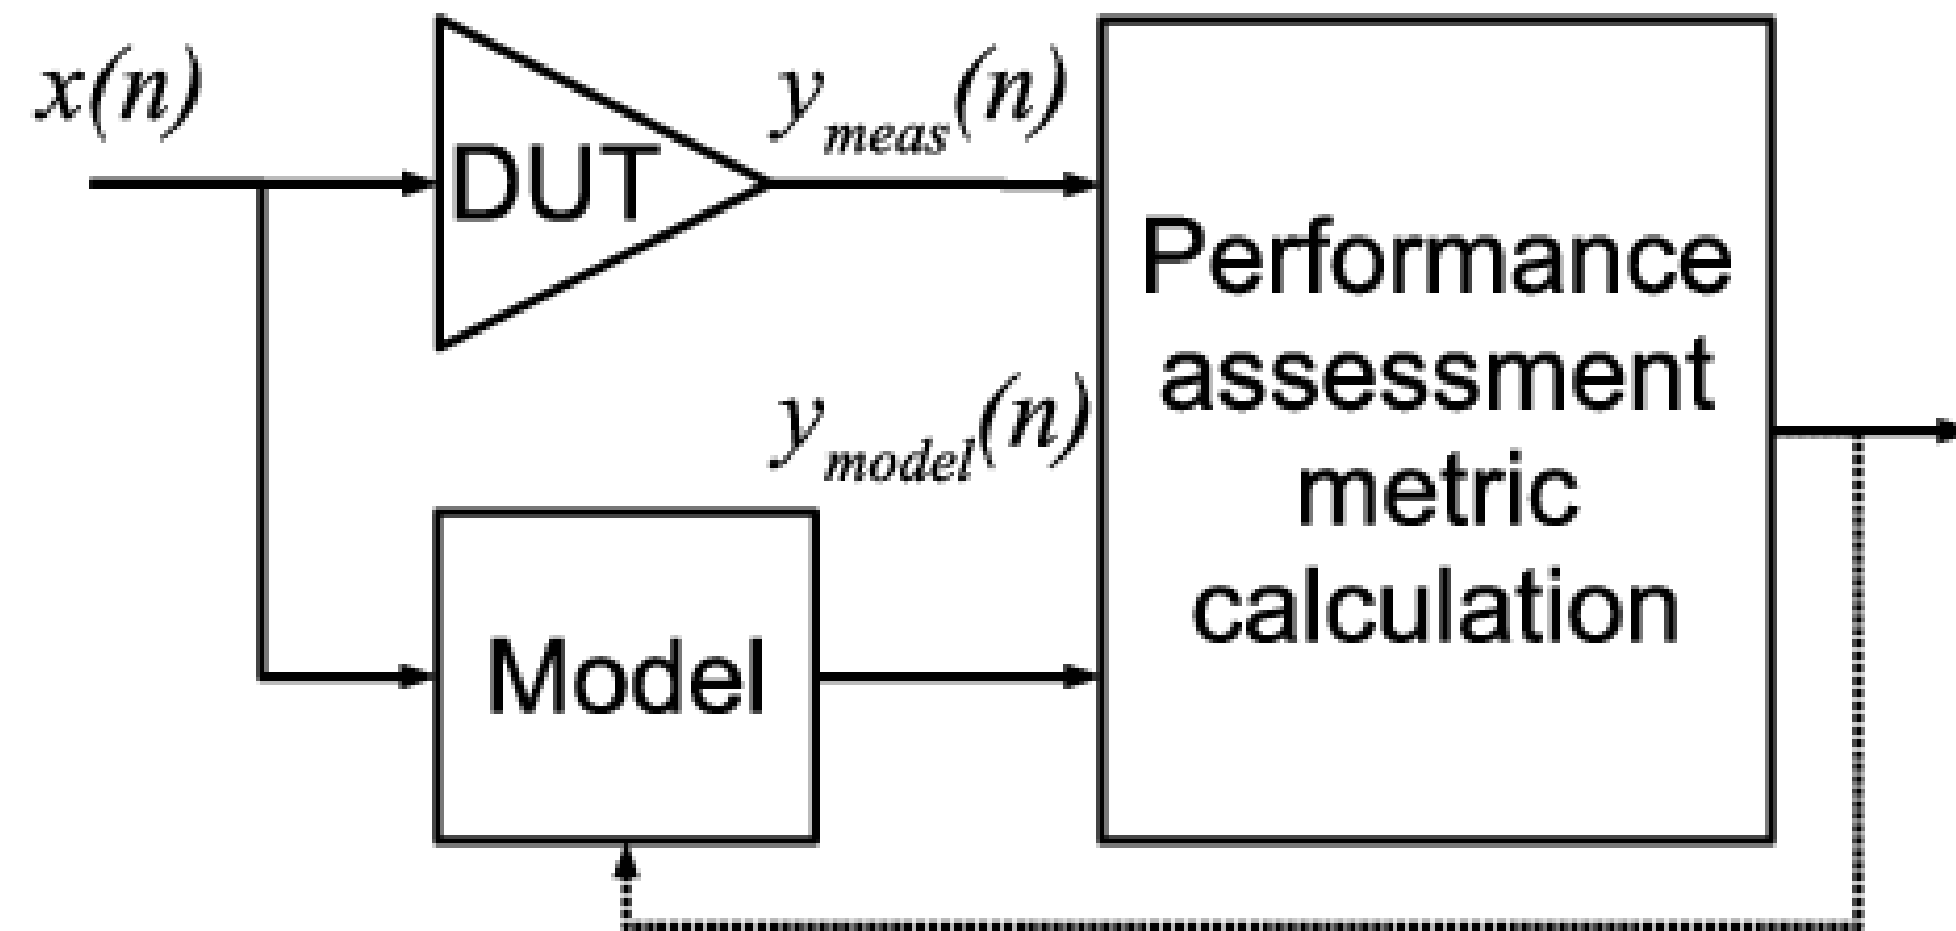 x(n)
DUT
y_meas(n)
y_model(n)
Model
Performance
assessment
metric
calculation